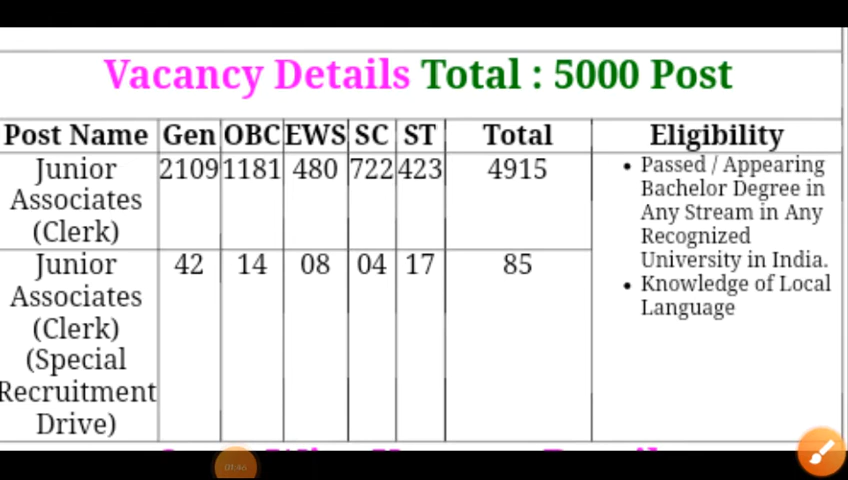 Vacancy Details Total : 5000 Post
Post Name Gen OBC EWS SC ST Total Eligibility
Junior Associates (Clerk) 2109 1181 480 722 423 4915
Junior Associates (Clerk) (Special Recruitment Drive) 42 14 08 04 17 85
Passed / Appearing
Bachelor Degree in
Any Stream in Any
Recognized
University in India.
Knowledge of Local
Language
01:46